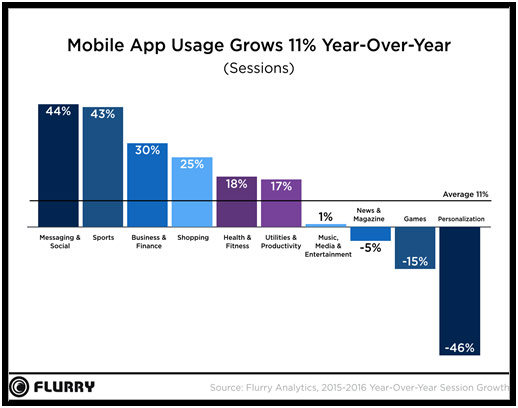 Mobile App Usage Grows 11% Year-Over-Year
(Sessions)
44%
43%
30%
25%
18%
17%
1%
Average 11%
News &
Magazine
Games
Personalization
Messaging &
Social
Sports
Business &
Finance
Shopping
Health &
Fitness
Utilities &
Productivity
Music,
Media &
Entertainment
-5%
-15%
-46%
FLURRY
Source: Flurry Analytics, 2015-2016 Year-Over-Year Session Growth